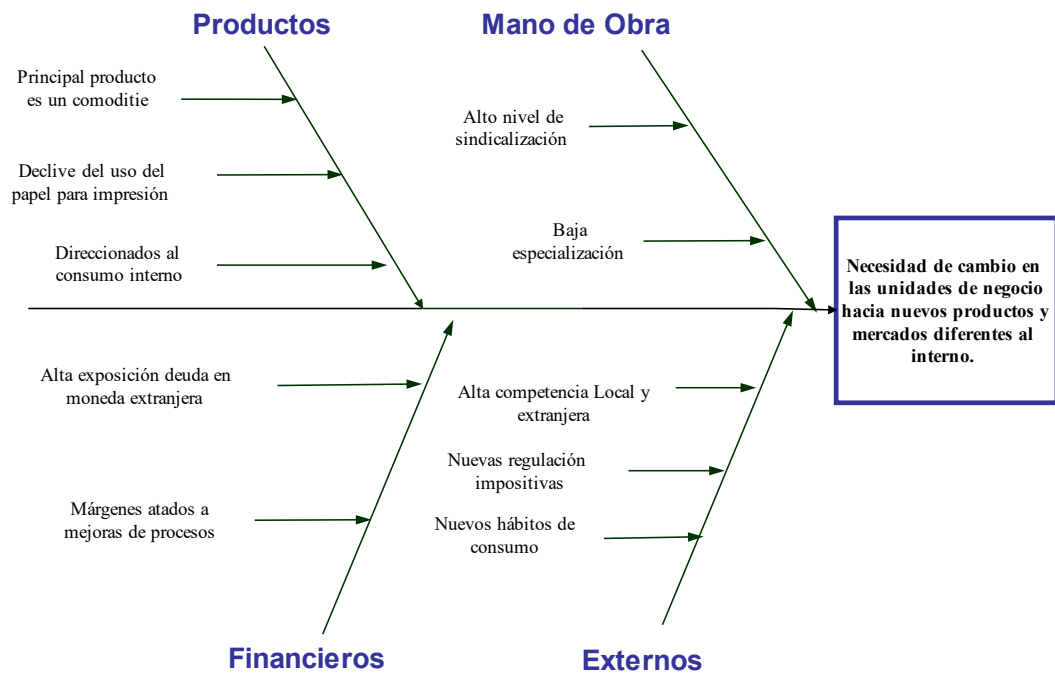 Productos
Mano de Obra
Principal producto
es un comoditie
Declive del uso del
papel para impresión
Direccionados al
consumo interno
Alto nivel de
sindicalización
Baja
especialización
Necesidad de cambio en
las unidades de negocio
hacia nuevos productos y
mercados diferentes al
interno.
Alta exposición deuda en
moneda extranjera
Márgenes atados a
mejoras de procesos
Alta competencia Local y
extranjera
Nuevas regulación
impositivas
Nuevos hábitos de
consumo
Financieros
Externos